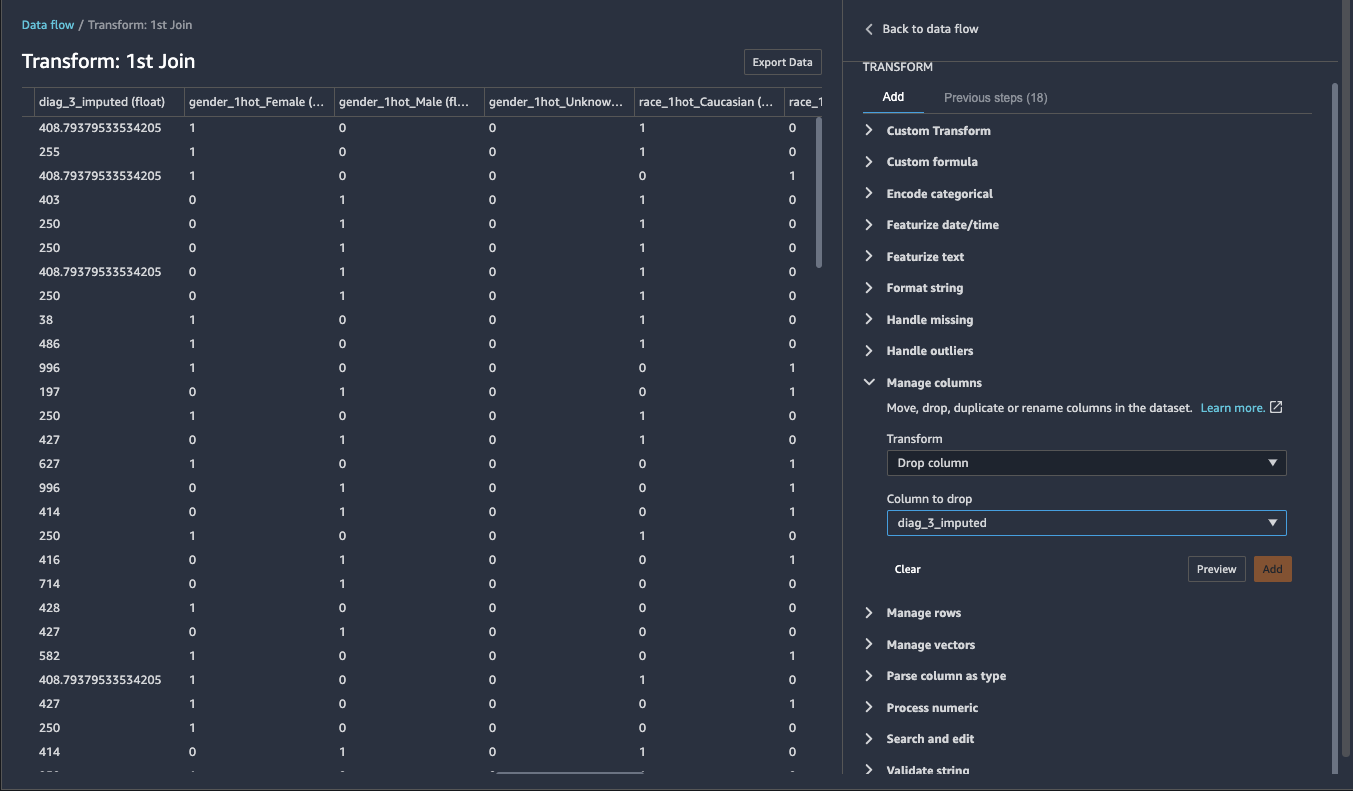 Data flow / Transform: 1st Join
Transform: 1st Join
Export Data
diag_3_imputed (float) gender_1hot_Female (... gender_1hot_Male (fl... gender_1hot_Unknow... race_1hot_Caucasian (... race_1
408.79379533534205 1 0 0 1 0
255 1 0 0 1 0
408.79379533534205 1 0 0 0 1
403 0 1 0 1 0
250 0 1 0 1 0
250 0 1 0 1 0
408.79379533534205 0 1 0 1 0
250 0 1 0 1 0
38 1 0 0 1 0
486 1 0 0 1 0
996 1 0 0 0 1
197 0 1 0 0 1
250 1 0 0 1 0
427 0 1 0 1 0
627 1 0 0 0 1
996 0 1 0 0 1
414 0 1 0 0 1
250 1 0 0 1 0
416 0 1 0 0 1
714 0 1 0 0 0
428 1 0 0 0 0
427 0 1 0 0 0
582 1 0 0 0 1
408.79379533534205 1 0 0 1 0
427 1 0 0 0 1
250 1 0 0 0 0
414 0 1 0 1 0
Back to data flow
TRANSFORM
Add Previous steps (18)
Custom Transform
Custom formula
Encode categorical
Featurize date/time
Featurize text
Format string
Handle missing
Handle outliers
Manage columns
Move, drop, duplicate or rename columns in the dataset. Learn more.
Transform
Drop column
Column to drop
diag_3_imputed
Clear Preview Add
Manage rows
Manage vectors
Parse column as type
Process numeric
Search and edit
Validate string